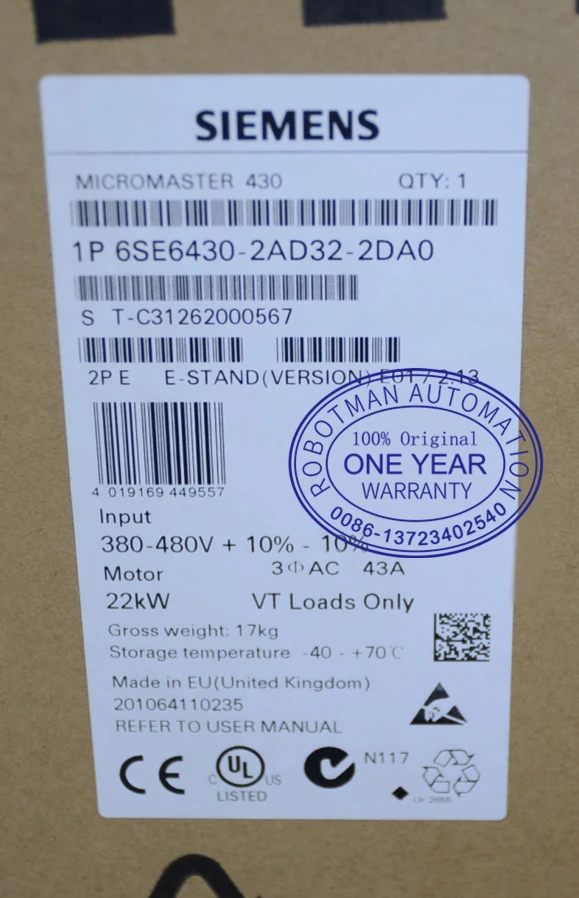 SIEMENS
MICROMASTER 430 QTY: 1
1P 6SE6430-2AD32-2DA0
S T-C31262000567
2P E E-STAND(VERSION) E01 / 2.13
ROBOTMAN AUTOMATION
100% Original
ONE YEAR
WARRANTY
0086-13723402540
4 019169 449557
Input
380-480V + 10% - 10%
Motor 3Φ AC 43A
22kW VT Loads Only
Gross weight: 17kg
Storage temperature -40 - +70 C
Made in EU(United Kingdom)
201064110235
REFER TO USER MANUAL
CE
C UL US
LISTED
N117